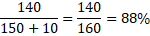 140/(150 + 10) = 140/160 = 88%